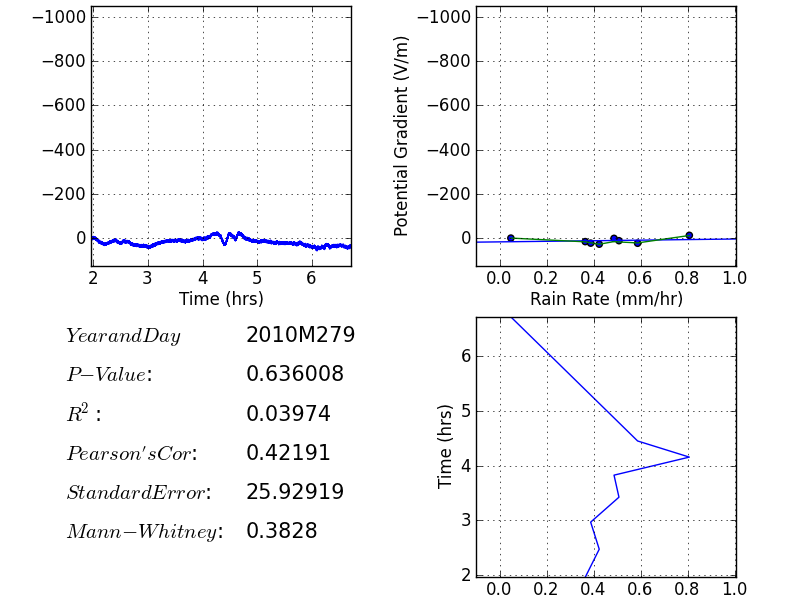 −1000
−800
−600
−400
−200
0
2 3 4 5 6
Time (hrs)
Potential Gradient (V/m)
−1000
−800
−600
−400
−200
0
0.0 0.2 0.4 0.6 0.8 1.0
Rain Rate (mm/hr)
YearandDay 2010M279
P−Value: 0.636008
R²: 0.03974
Pearson'sCor: 0.42191
StandardError: 25.92919
Mann−Whitney: 0.3828
Time (hrs)
6
5
4
3
2
0.0 0.2 0.4 0.6 0.8 1.0